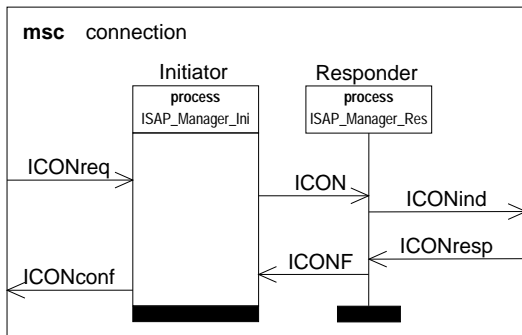 msc connection
Initiator
Responder
process
ISAP_Manager_Ini
process
ISAP_Manager_Res
ICONreq
ICON
ICONind
ICONresp
ICONF
ICONconf